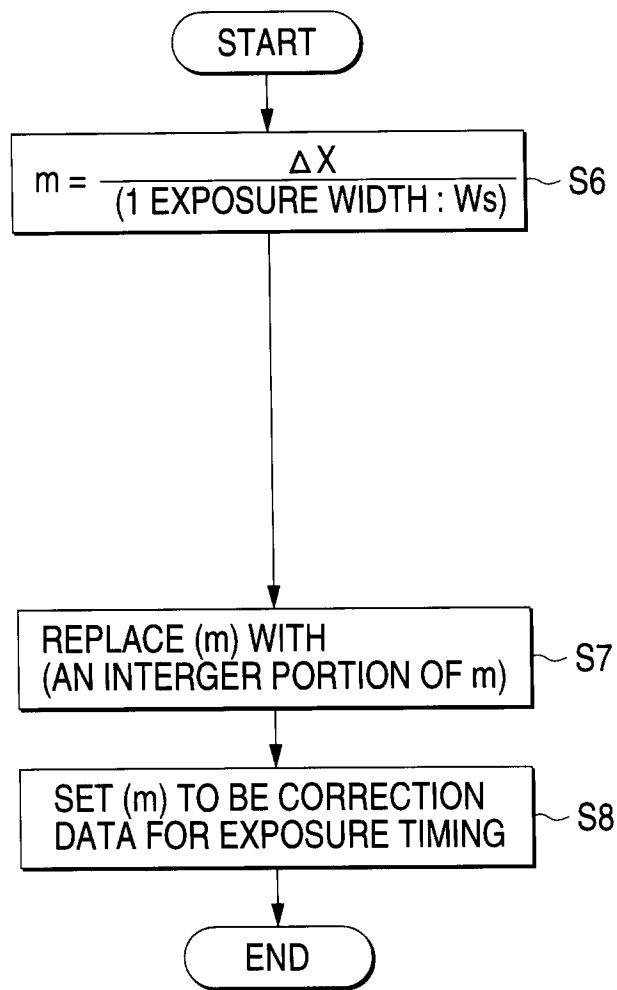 START
m = ΔX
(1 EXPOSURE WIDTH : Ws)
S6
REPLACE (m) WITH
(AN INTERGER PORTION OF m)
S7
SET (m) TO BE CORRECTION
DATA FOR EXPOSURE TIMING
S8
END